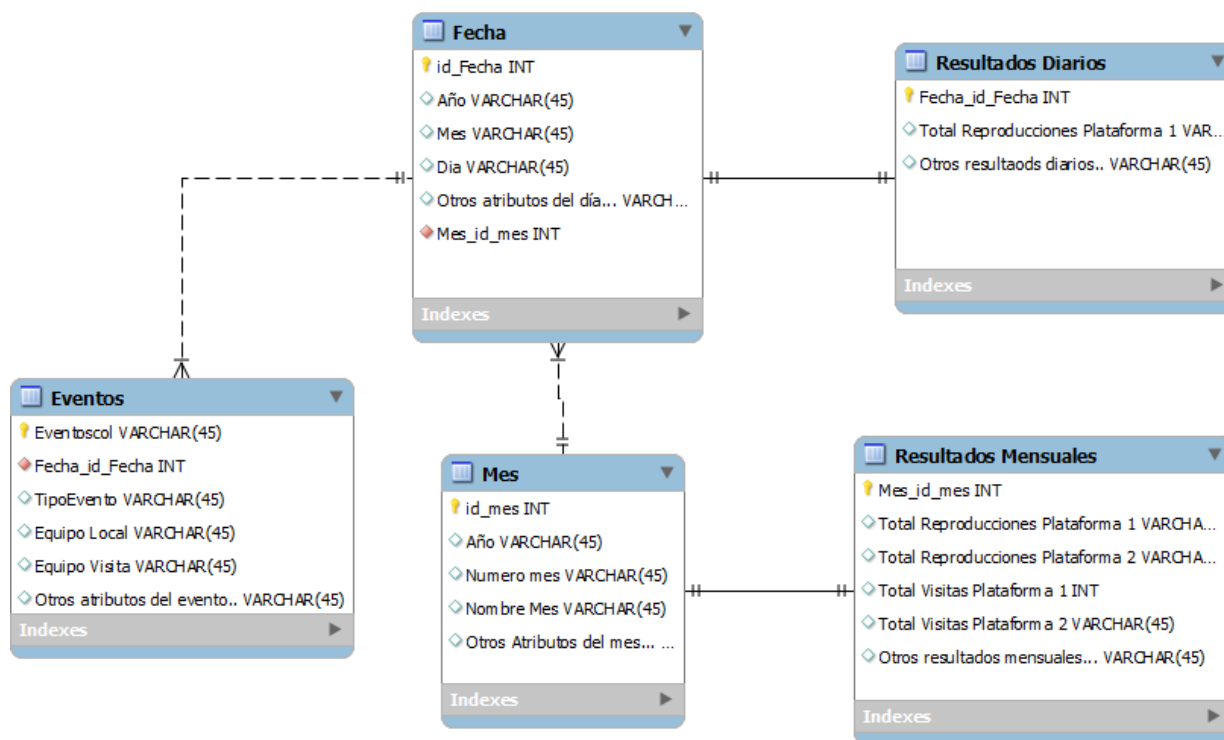 Fecha
id_Fecha INT
Año VARCHAR(45)
Mes VARCHAR(45)
Dia VARCHAR(45)
Otros atributos del día... VARCH...
Mes_id_mes INT
Indexes
Resultados Diarios
Fecha_id_Fecha INT
Total Reproducciones Plataforma 1 VAR...
Otros resultaods diarios.. VARCHAR(45)
Indexes
Eventos
Eventoscol VARCHAR(45)
Fecha_id_Fecha INT
TipoEvento VARCHAR(45)
Equipo Local VARCHAR(45)
Equipo Visita VARCHAR(45)
Otros atributos del evento.. VARCHAR(45)
Indexes
Mes
id_mes INT
Año VARCHAR(45)
Numero mes VARCHAR(45)
Nombre Mes VARCHAR(45)
Otros Atributos del mes... ...
Indexes
Resultados Mensuales
Mes_id_mes INT
Total Reproducciones Plataforma 1 VARCHA...
Total Reproducciones Plataforma 2 VARCHA...
Total Visitas Plataforma 1 INT
Total Visitas Plataforma 2 VARCHAR(45)
Otros resultados mensuales... VARCHAR(45)
Indexes